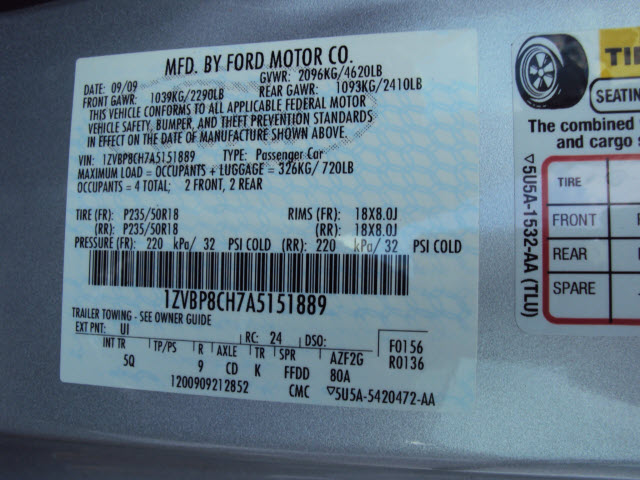 MFD. BY FORD MOTOR CO.
DATE: 09/09 GVWR: 2096KG/4620LB
FRONT GAWR: 1039KG/2290LB REAR GAWR: 1093KG/2410LB
THIS VEHICLE CONFORMS TO ALL APPLICABLE FEDERAL MOTOR
VEHICLE SAFETY, BUMPER, AND THEFT PREVENTION STANDARDS
IN EFFECT ON THE DATE OF MANUFACTURE SHOWN ABOVE.
VIN: 1ZVBP8CH7A5151889 TYPE: Passenger Car
MAXIMUM LOAD = OCCUPANTS + LUGGAGE = 326KG/720LB
OCCUPANTS = 4 TOTAL; 2 FRONT, 2 REAR
TIRE (FR): P235/50R18 RIMS (FR): 18X8.0J
(RR): P235/50R18 (RR): 18X8.0J
PRESSURE (FR): 220 kPa/ 32 PSI COLD (RR): 220 kPa/ 32 PSI COLD
1ZVBP8CH7A5151889
TRAILER TOWING - SEE OWNER GUIDE
EXT PNT: UI RC: 24 DSO: F0156
INT TR TP/PS R AXLE TR SPR AZF2G R0136
5Q 9 CD K FFDD 80A
1200909212852 CMC ▽5U5A-5420472-AA
SEATIN
The combined
and cargo s
TIRE
FRONT
REAR
SPARE
▽5U5A-1532-AA (TLU)